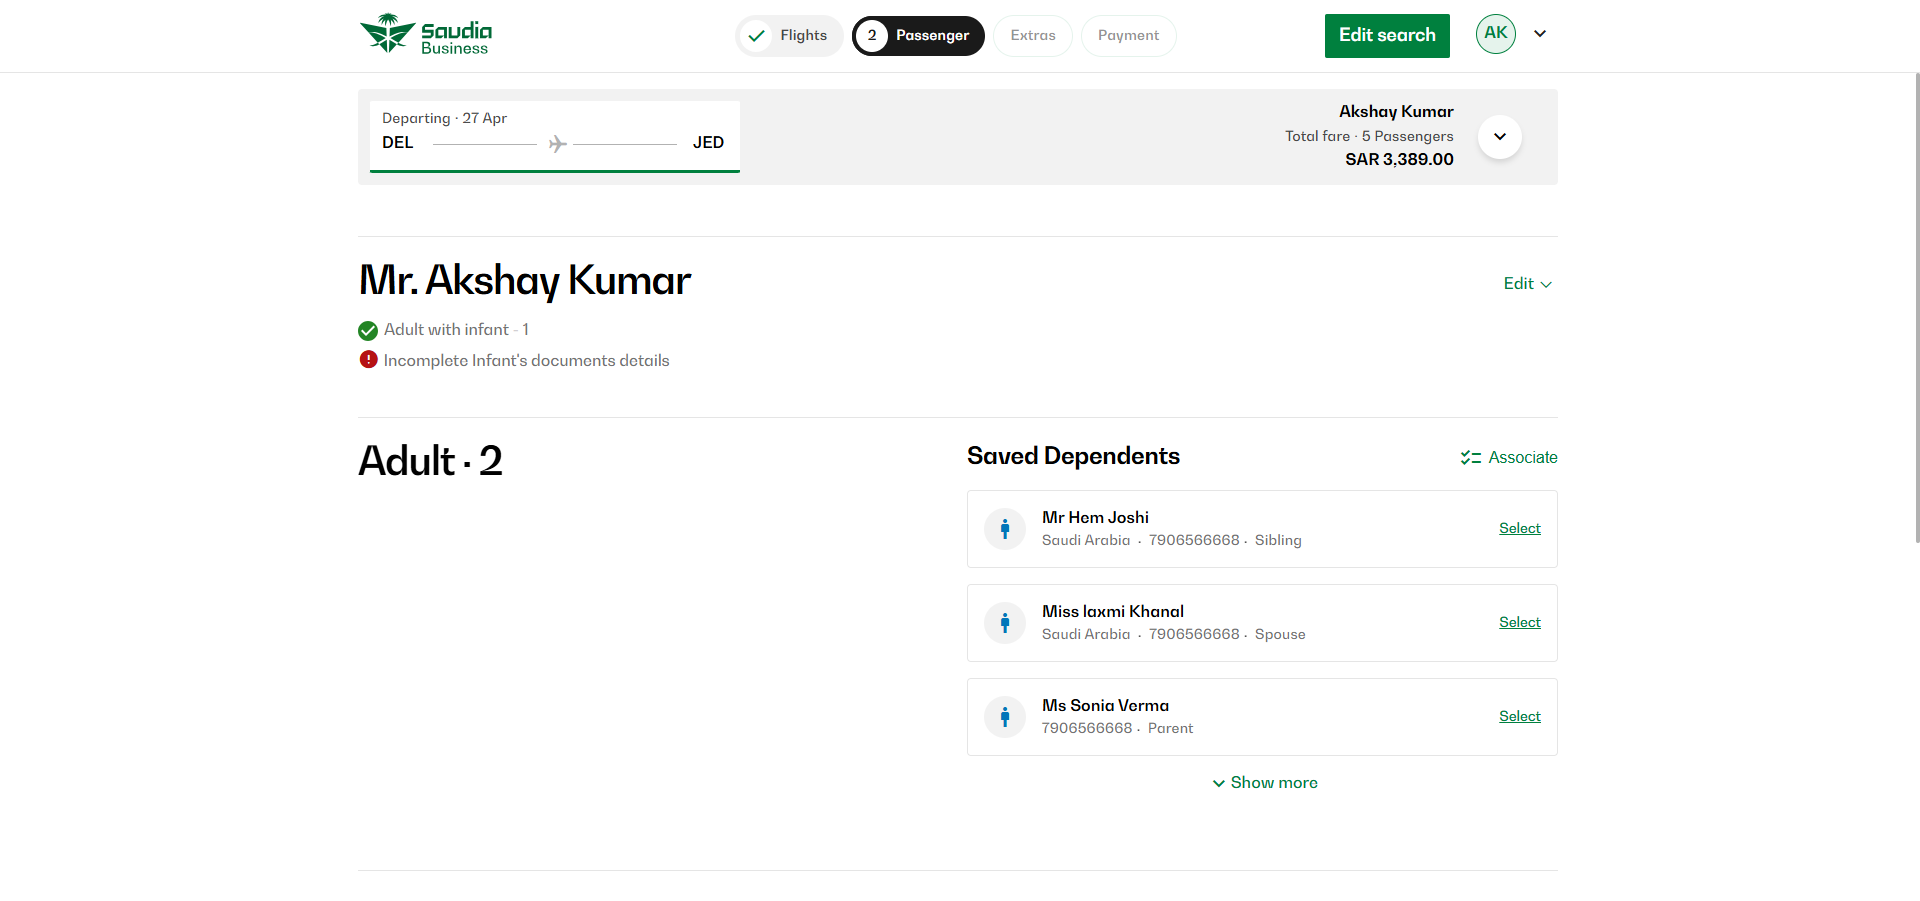 Saudia
Business
Flights
2 Passenger
Extras
Payment
Edit search
AK
Departing · 27 Apr
DEL
JED
Akshay Kumar
Total fare · 5 Passengers
SAR 3,389.00
Mr. Akshay Kumar
Edit
Adult with infant - 1
Incomplete Infant's documents details
Adult · 2
Saved Dependents
Associate
Mr Hem Joshi
Saudi Arabia · 7906566668 · Sibling
Select
Miss laxmi Khanal
Saudi Arabia · 7906566668 · Spouse
Select
Ms Sonia Verma
7906566668 · Parent
Select
Show more